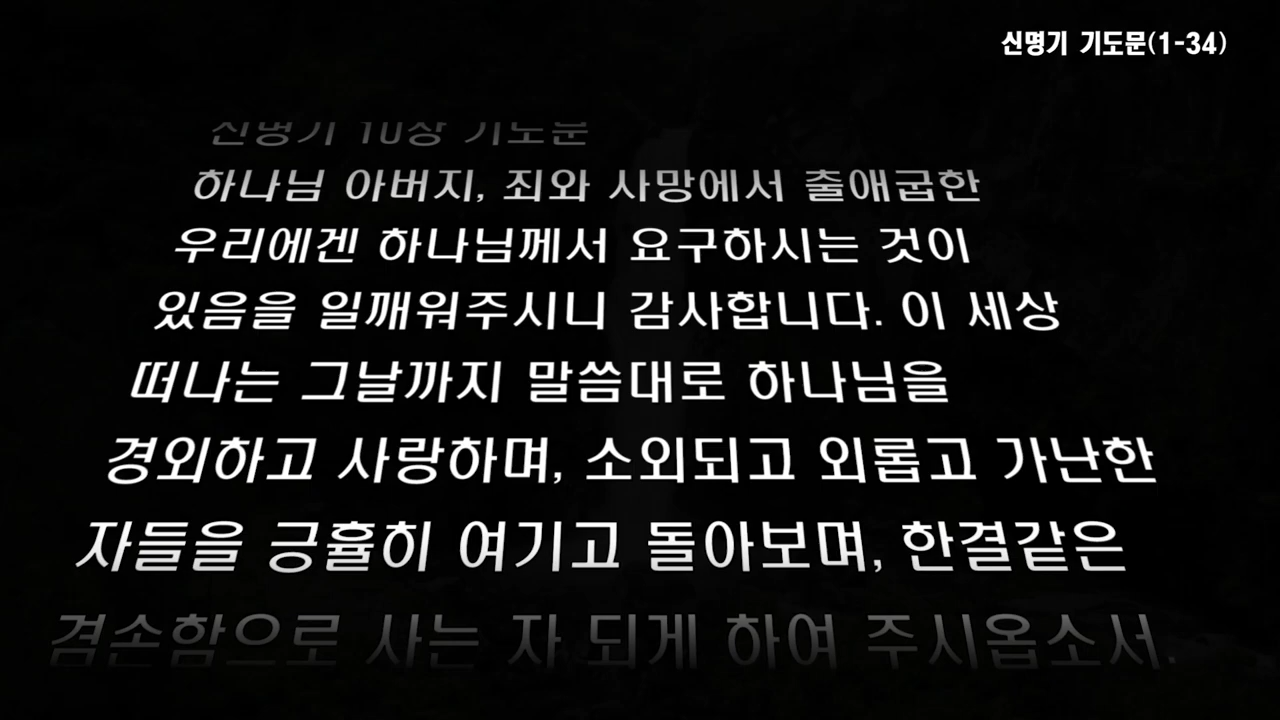 신명기 기도문(1-34)
신명기 10장 기도문
하나님 아버지, 죄와 사망에서 출애굽한
우리에겐 하나님께서 요구하시는 것이
있음을 일깨워주시니 감사합니다. 이 세상
떠나는 그날까지 말씀대로 하나님을
경외하고 사랑하며, 소외되고 외롭고 가난한
자들을 긍휼히 여기고 돌아보며, 한결같은
겸손함으로 사는 자 되게 하여 주시옵소서.